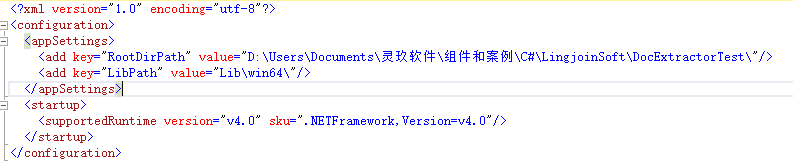 <?xml version="1.0" encoding="utf-8"?>
<configuration>
<appSettings>
<add key="RootDirPath" value="D:\Users\Documents\灵玖软件\组件和案例\C#\LingjoinSoft\DocExtractorTest\"/>
<add key="LibPath" value="Lib\win64\"/>
</appSettings>
<startup>
<supportedRuntime version="v4.0" sku=".NETFramework,Version=v4.0"/>
</startup>
</configuration>